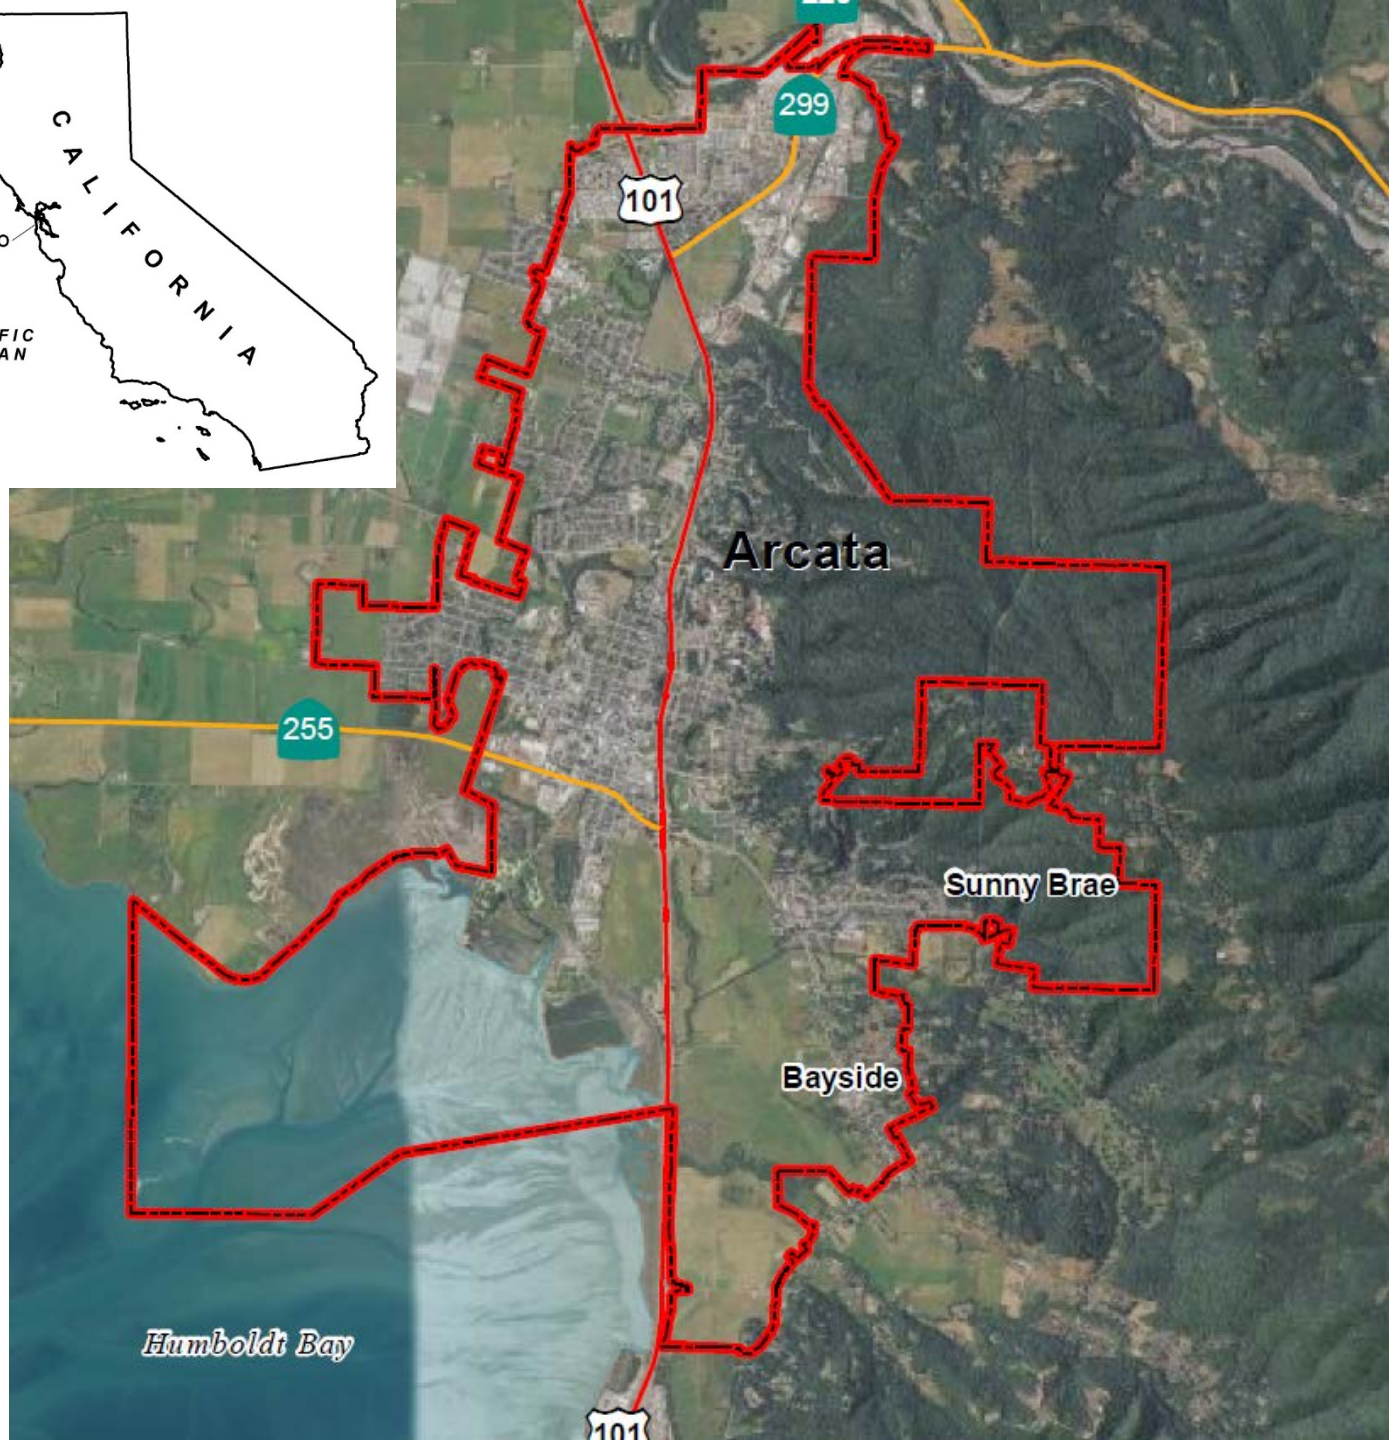 CALIFORNIA
O
FIC
AN
299
101
Arcata
255
Sunny Brae
Bayside
Humboldt Bay
101